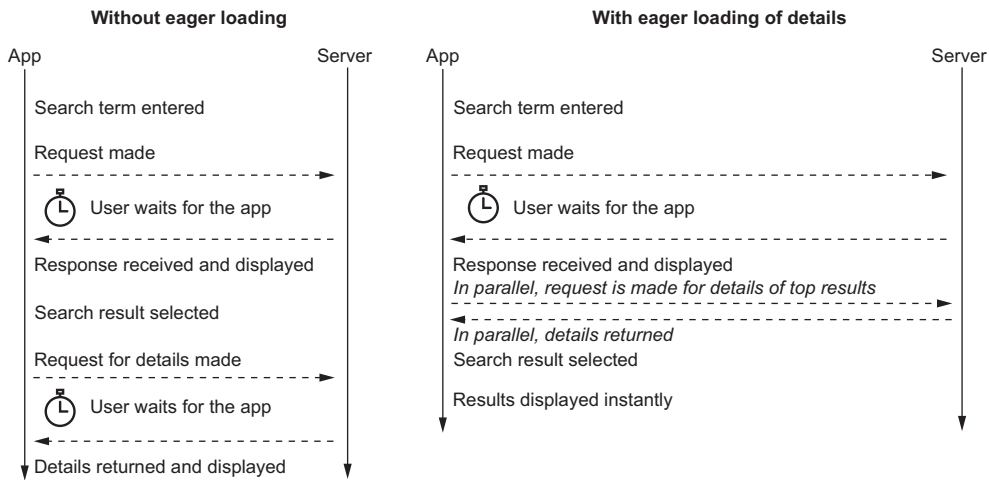 Without eager loading
App
Server
Search term entered
Request made
User waits for the app
Response received and displayed
Search result selected
Request for details made
User waits for the app
Details returned and displayed
With eager loading of details
App
Server
Search term entered
Request made
User waits for the app
Response received and displayed
In parallel, request is made for details of top results
In parallel, details returned
Search result selected
Results displayed instantly